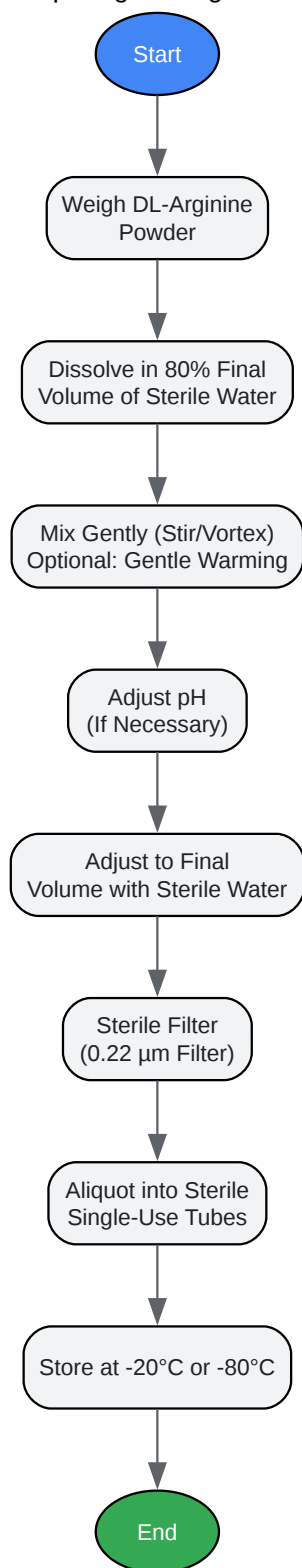 Start
Weigh DL-Arginine
Powder
Dissolve in 80% Final
Volume of Sterile Water
Mix Gently (Stir/Vortex)
Optional: Gentle Warming
Adjust pH
(If Necessary)
Adjust to Final
Volume with Sterile Water
Sterile Filter
(0.22 µm Filter)
Aliquot into Sterile
Single-Use Tubes
Store at -20°C or -80°C
End